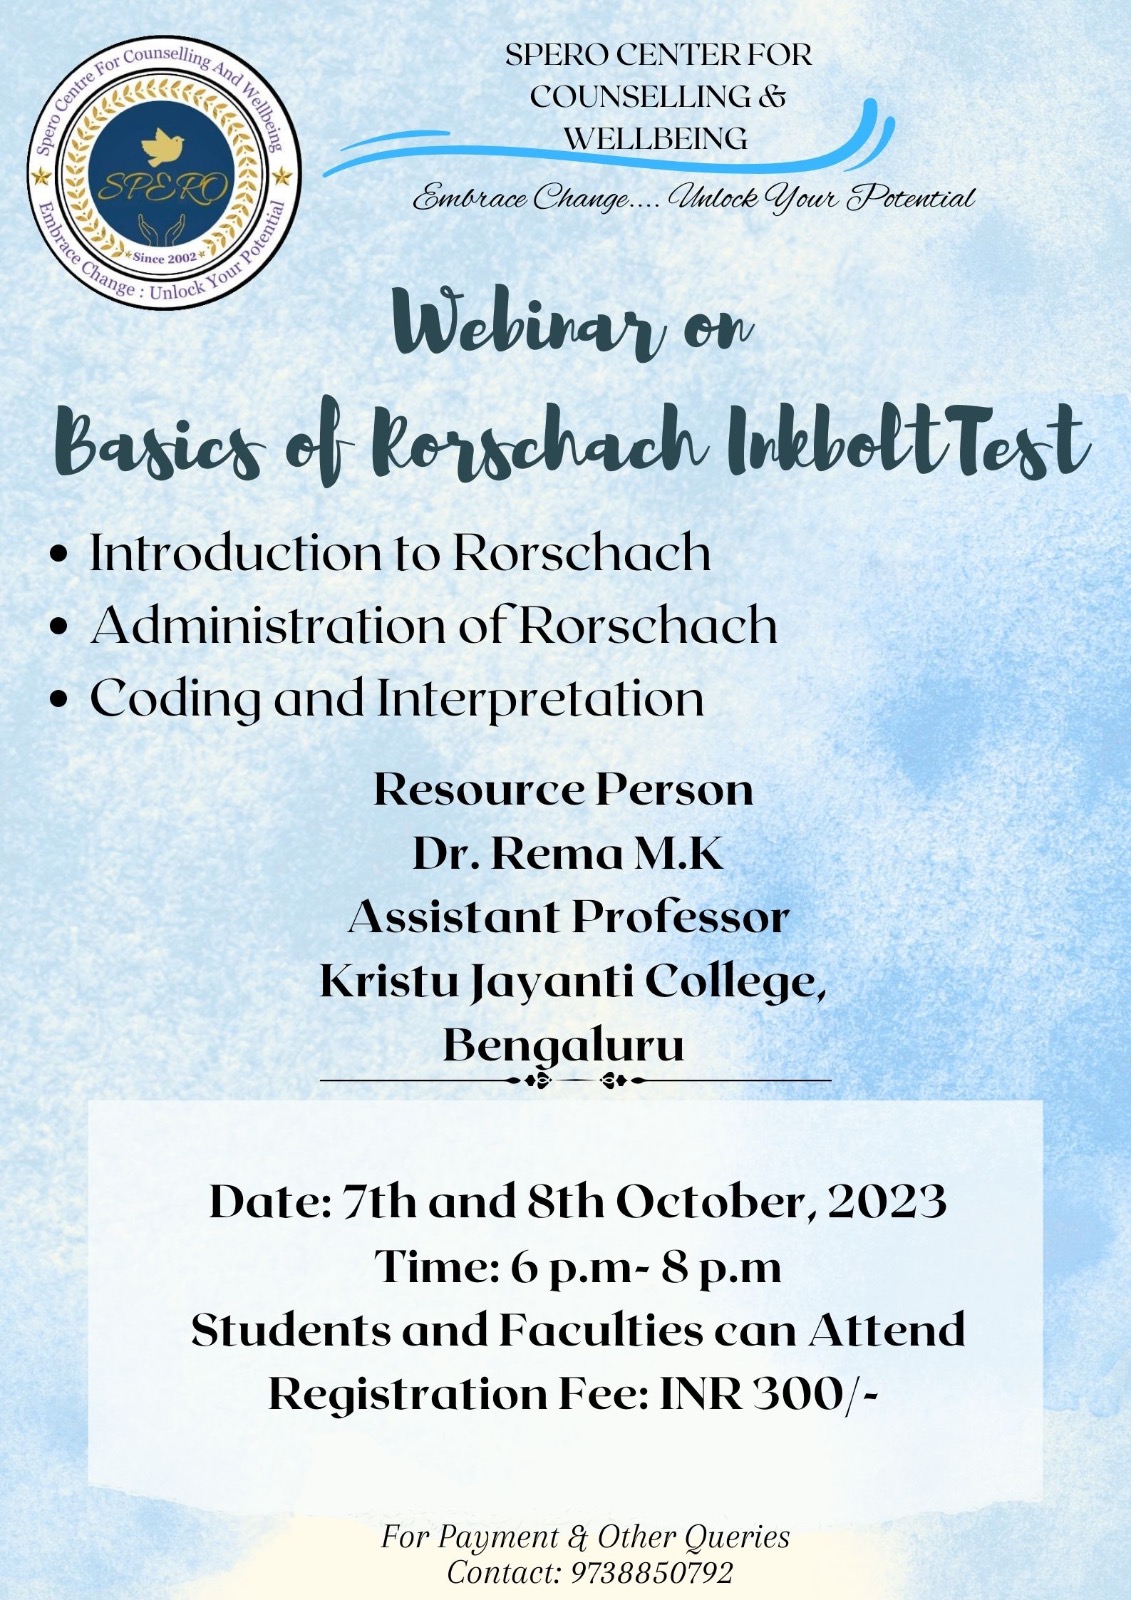 Spero Centre For Counselling And Wellbeing
SPERO
Since 2002
Embrace Change : Unlock Your Potential
SPERO CENTER FOR
COUNSELLING &
WELLBEING
Embrace Change.... Unlock Your Potential
Webinar on
Basics of Rorschach Inkbolt Test
• Introduction to Rorschach
• Administration of Rorschach
• Coding and Interpretation
Resource Person
Dr. Rema M.K
Assistant Professor
Kristu Jayanti College,
Bengaluru
Date: 7th and 8th October, 2023
Time: 6 p.m- 8 p.m
Students and Faculties can Attend
Registration Fee: INR 300/-
For Payment & Other Queries
Contact: 9738850792